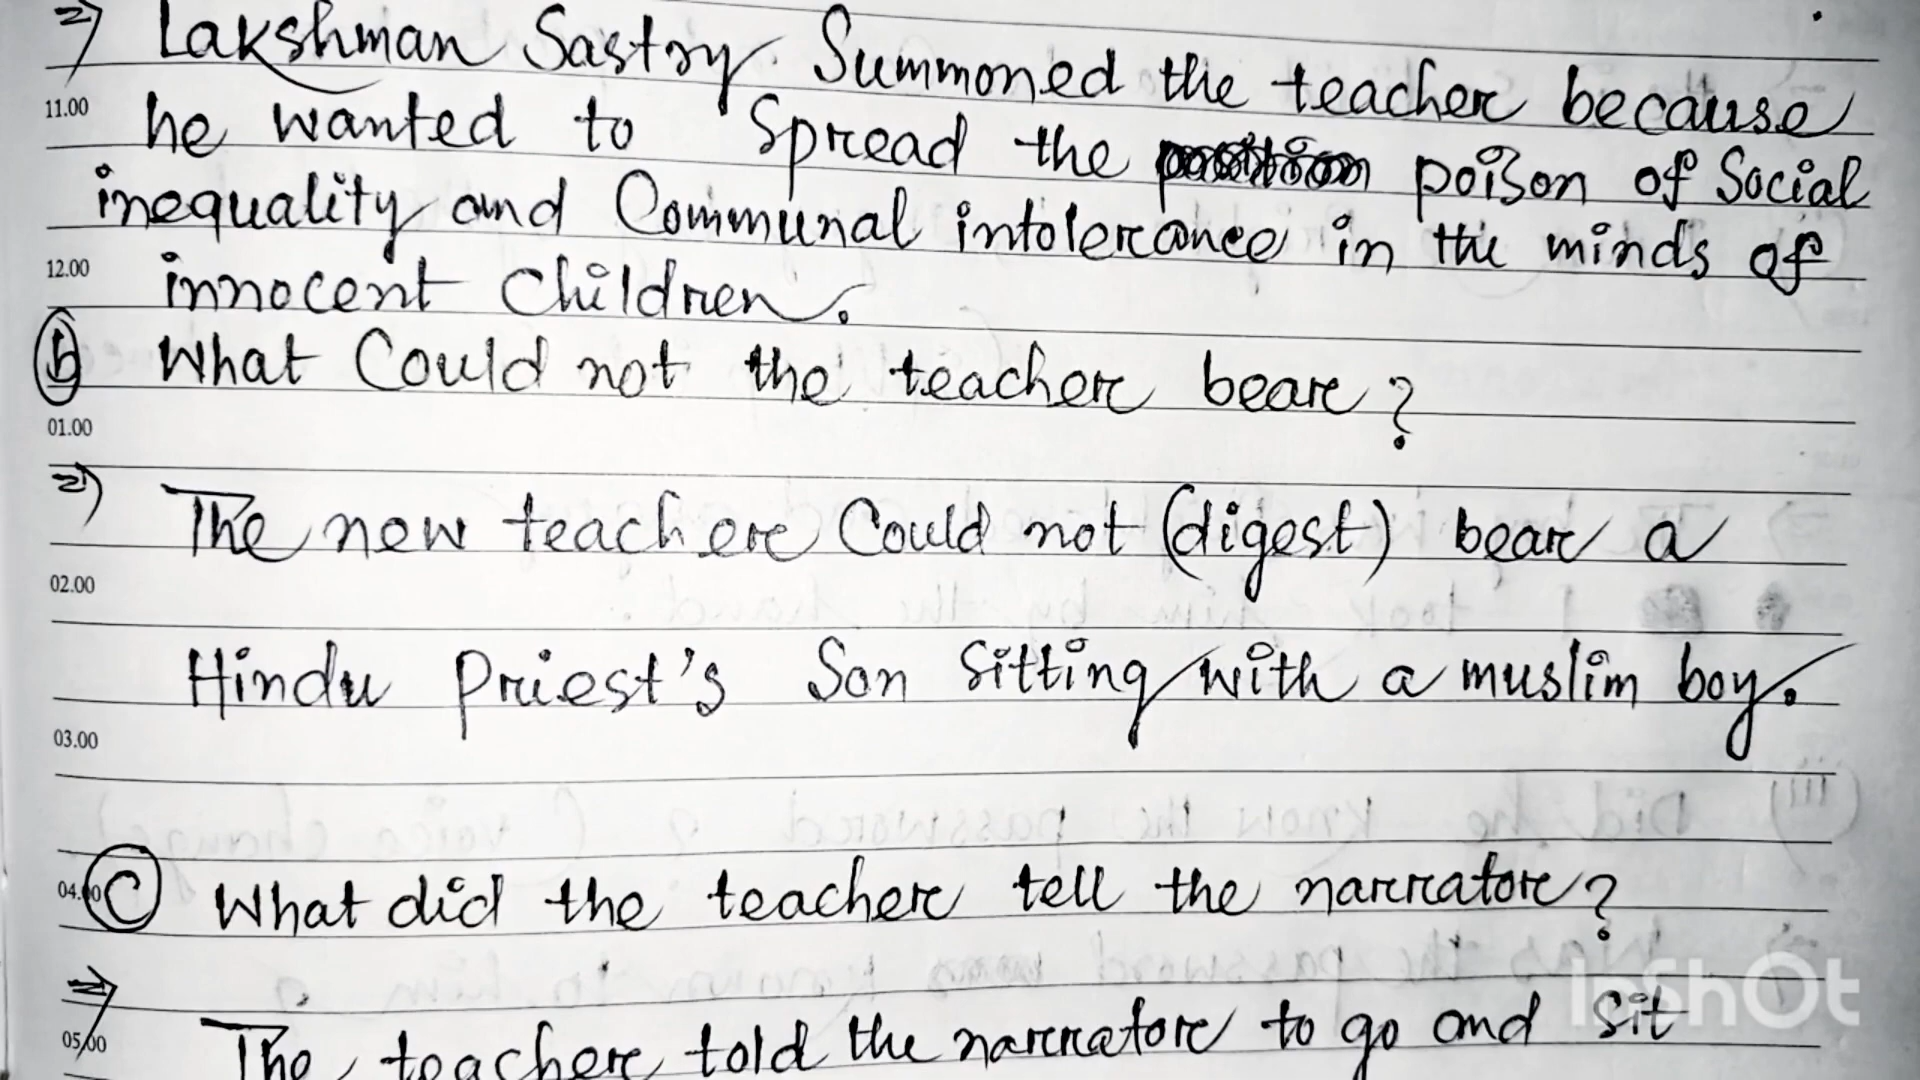 ⇒ Lakshman Sastry Summoned the teacher because
11.00 he wanted to Spread the position poison of Social
inequality and Communal intolerance in the minds of
12.00 innocent Children.
(b) What Could not the teacher bear?
01.00
⇒ The new teacher Could not (digest) bear a
02.00
Hindu Priest's Son Sitting with a muslim boy.
03.00
04.00 (C) What did the teacher tell the narrator?
InShOt
⇒ 05.00 The teacher told the narrator to go and Sit